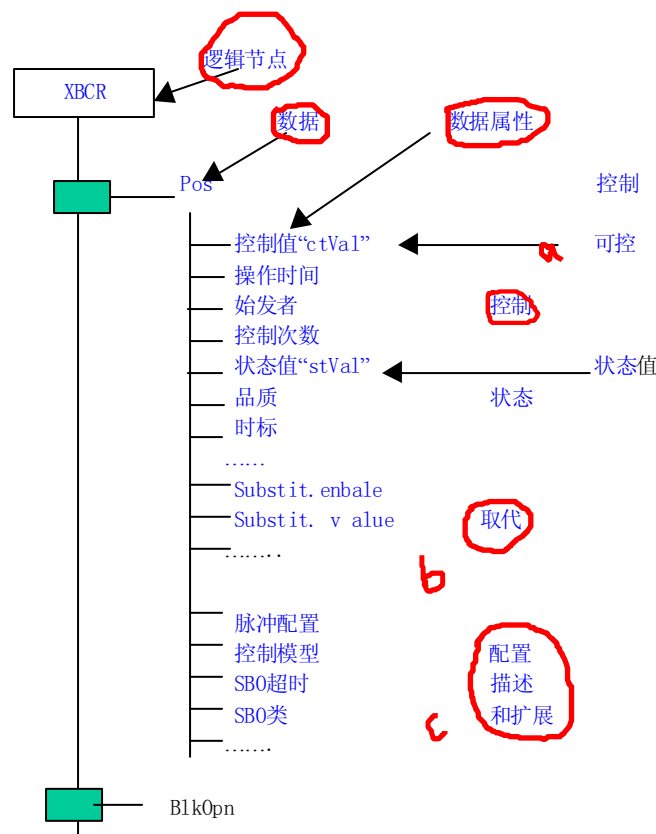 逻辑节点
XBCR
数据
数据属性
Pos
控制
控制值“ctVal”
a
可控
操作时间
始发者
控制
控制次数
状态值“stVal”
状态值
品质
状态
时标
……
Substit.enbale
Substit. v alue
取代
……..
b
脉冲配置
控制模型
配置
SBO超时
描述
SBO类
和扩展
c
…….
BlkOpn